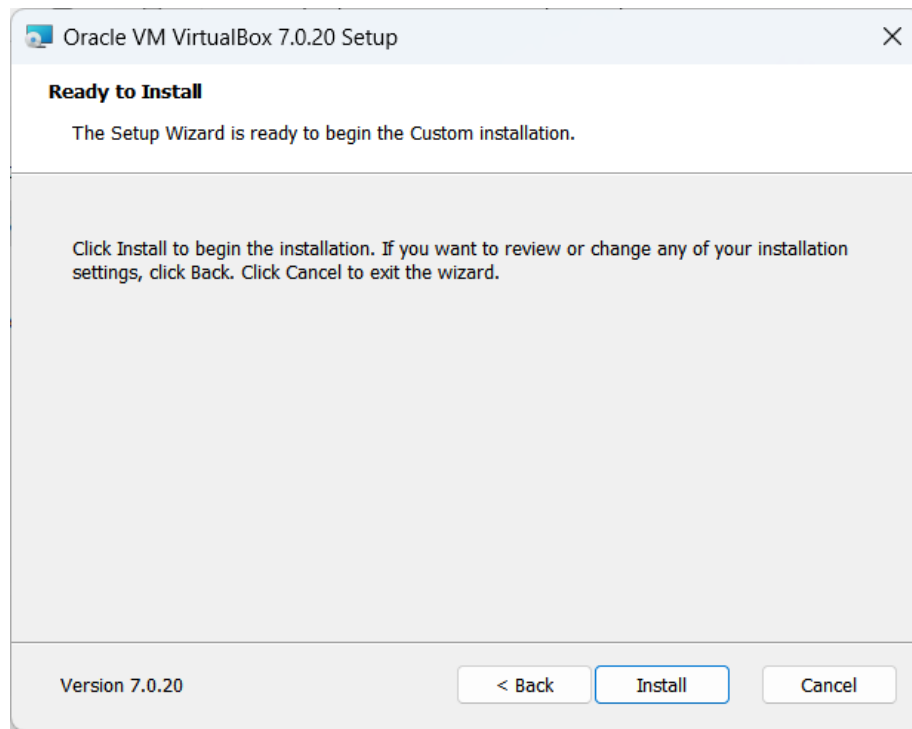 Oracle VM VirtualBox 7.0.20 Setup
Ready to Install
The Setup Wizard is ready to begin the Custom installation.
Click Install to begin the installation. If you want to review or change any of your installation
settings, click Back. Click Cancel to exit the wizard.
Version 7.0.20
< Back
Install
Cancel